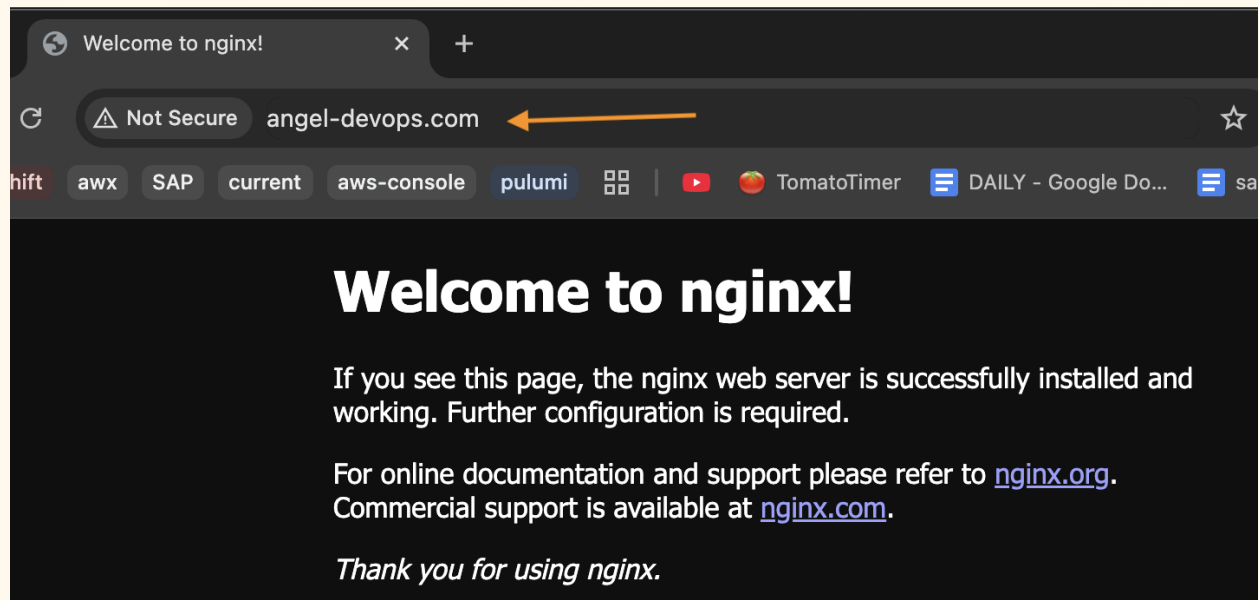 Welcome to nginx!
Not Secure angel-devops.com
hift awx SAP current aws-console pulumi TomatoTimer DAILY - Google Do... sa
Welcome to nginx!
If you see this page, the nginx web server is successfully installed and
working. Further configuration is required.
For online documentation and support please refer to nginx.org.
Commercial support is available at nginx.com.
Thank you for using nginx.